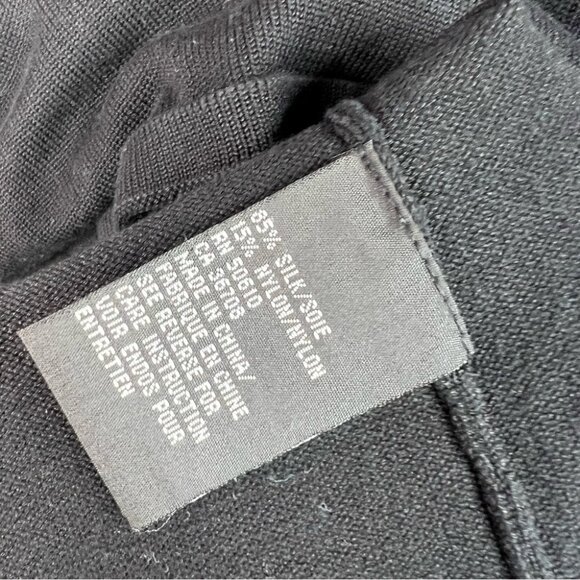 85% SILK/SOIE
15% NYLON/NYLON
RN 50610
CA 36106
MADE IN CHINA/
FABRIQUE EN CHINE
SEE REVERSE FOR
CARE INSTRUCTION
VOIR ENDOS POUR
ENTRETIEN